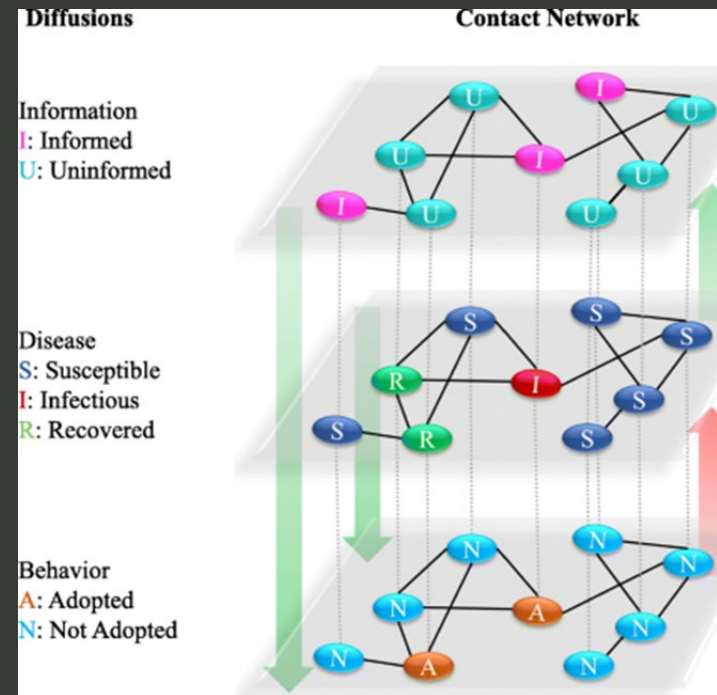 Diffusions
Contact Network
Information
I: Informed
U: Uninformed
U
I
U
U
I
U
I
U
U
Disease
S: Susceptible
I: Infectious
R: Recovered
S
S
S
R
I
S
S
R
S
Behavior
A: Adopted
N: Not Adopted
N
N
N
N
A
N
N
A
N